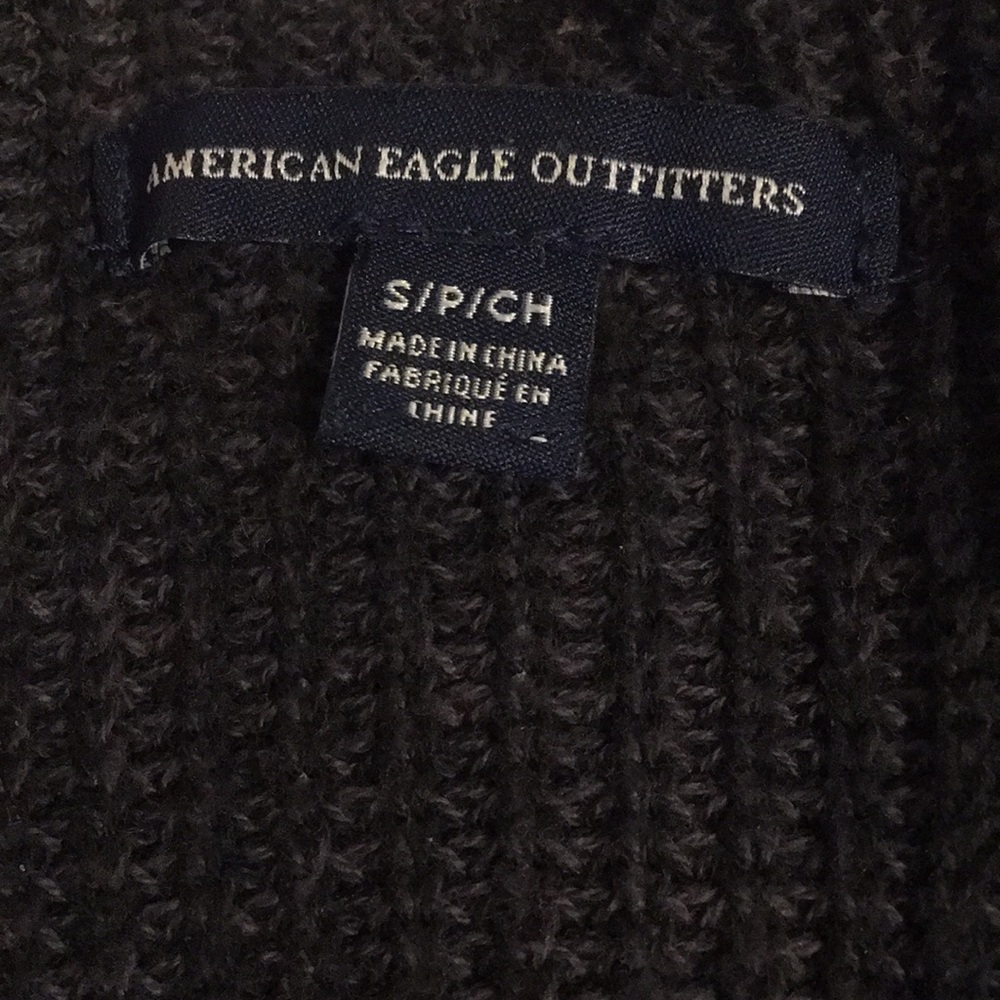 AMERICAN EAGLE OUTFITTERS
S/P/CH
MADE IN CHINA
FABRIQUÉ EN
CHINE